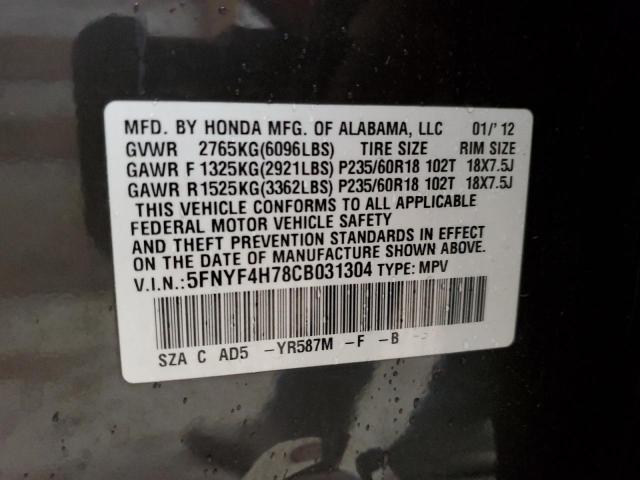 MFD. BY HONDA MFG. OF ALABAMA, LLC 01/'12
GVWR 2765KG(6096LBS) TIRE SIZE RIM SIZE
GAWR F 1325KG(2921LBS) P235/60R18 102T 18X7.5J
GAWR R 1525KG(3362LBS) P235/60R18 102T 18X7.5J
THIS VEHICLE CONFORMS TO ALL APPLICABLE
FEDERAL MOTOR VEHICLE SAFETY
AND THEFT PREVENTION STANDARDS IN EFFECT
ON THE DATE OF MANUFACTURE SHOWN ABOVE.
V.I.N.:5FNYF4H78CB031304 TYPE: MPV
SZA C AD5 -YR587M -F -B